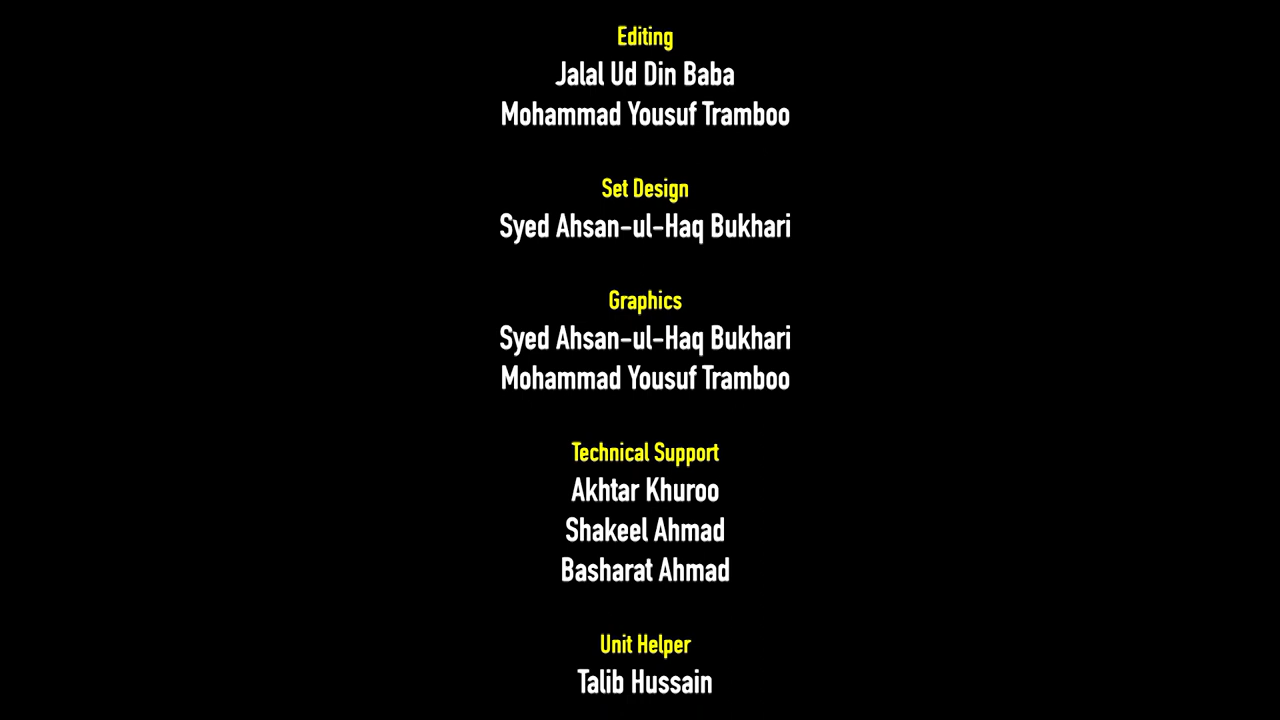 Editing
Jalal Ud Din Baba
Mohammad Yousuf Tramboo
Set Design
Syed Ahsan-ul-Haq Bukhari
Graphics
Syed Ahsan-ul-Haq Bukhari
Mohammad Yousuf Tramboo
Technical Support
Akhtar Khuroo
Shakeel Ahmad
Basharat Ahmad
Unit Helper
Talib Hussain